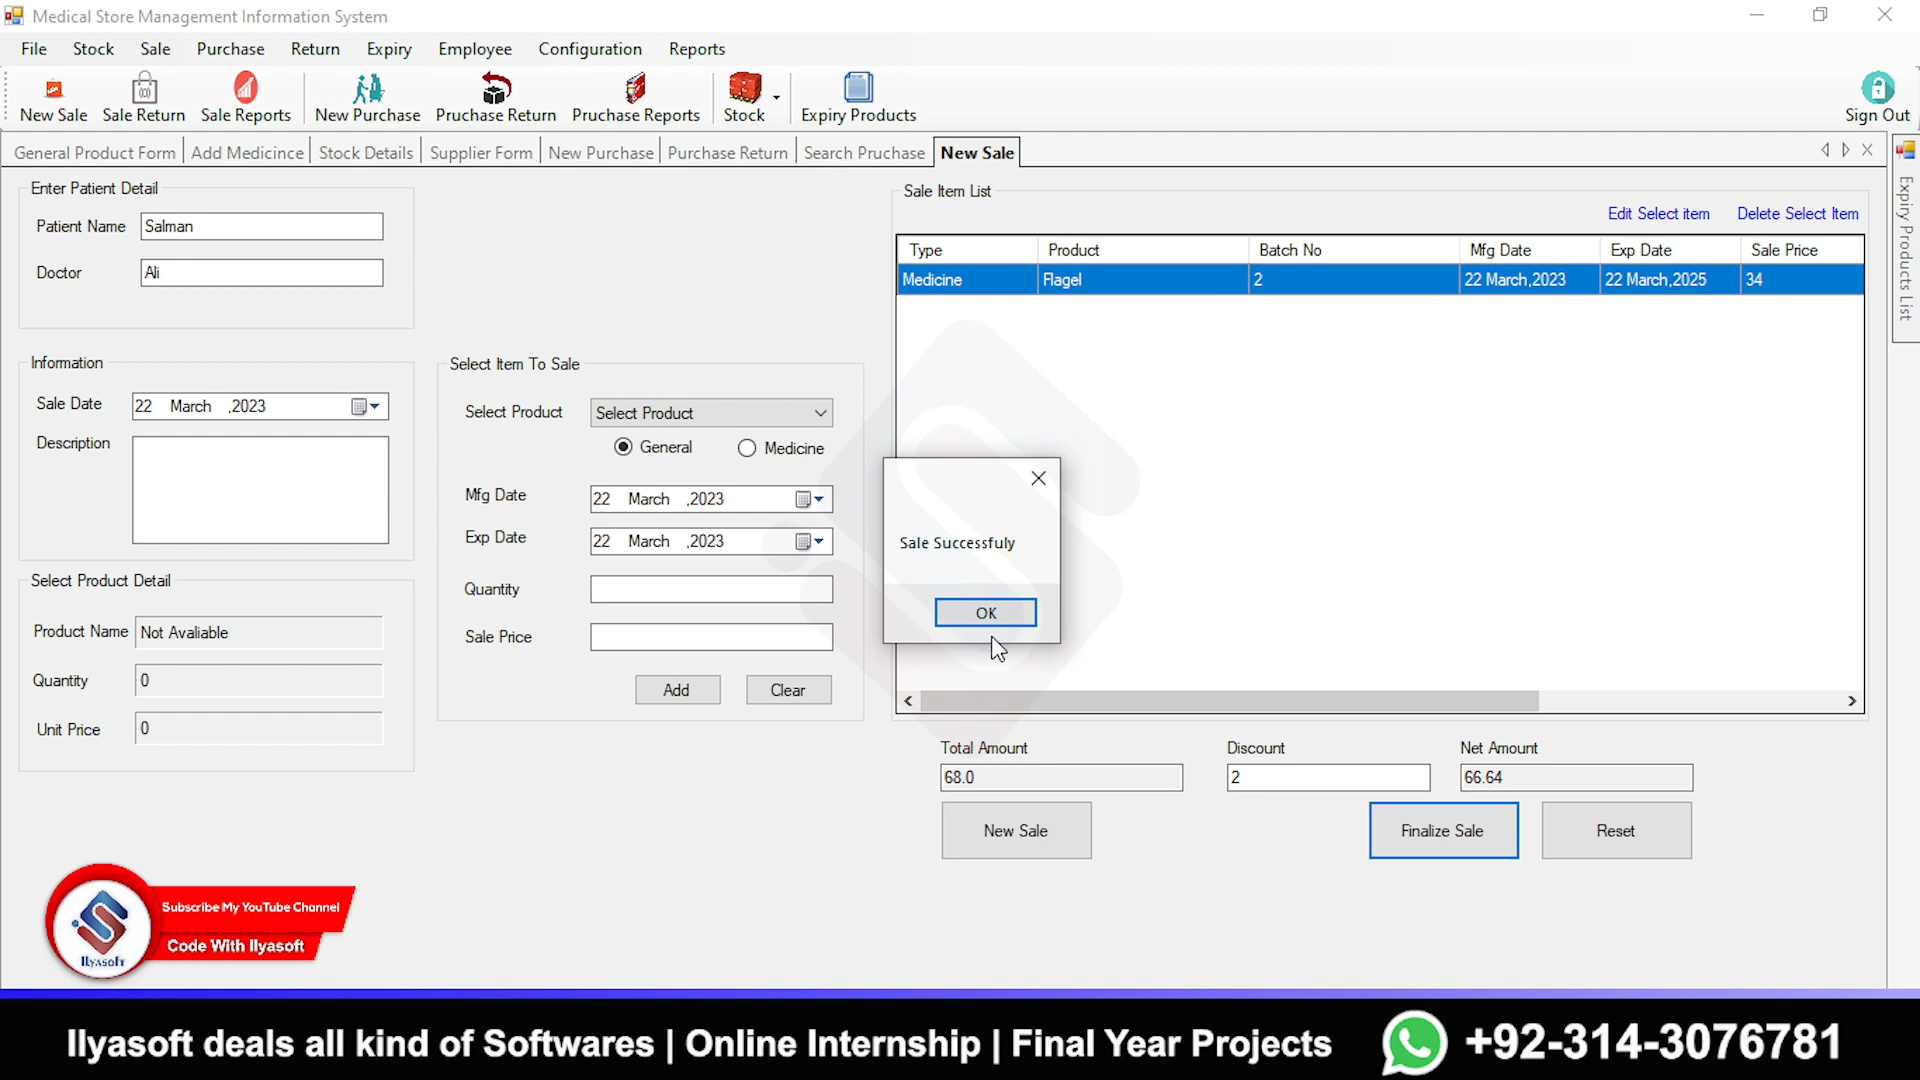 Medical Store Management Information System
File Stock Sale Purchase Return Expiry Employee Configuration Reports
New Sale Sale Return Sale Reports New Purchase Pruchase Return Pruchase Reports Stock Expiry Products Sign Out
General Product Form Add Medicince Stock Details Supplier Form New Purchase Purchase Return Search Pruchase New Sale
Expiry Products List
Enter Patient Detail
Patient Name Salman
Doctor Ali
Information
Sale Date 22 March ,2023
Description
Select Product Detail
Product Name Not Avaliable
Quantity 0
Unit Price 0
Select Item To Sale
Select Product Select Product
General Medicine
Mfg Date 22 March ,2023
Exp Date 22 March ,2023
Quantity
Sale Price
Add Clear
Sale Item List
Edit Select item Delete Select Item
Type Product Batch No Mfg Date Exp Date Sale Price
Medicine Flagel 2 22 March,2023 22 March,2025 34
Sale Successfuly
OK
Total Amount Discount Net Amount
68.0 2 66.64
New Sale Finalize Sale Reset
Subscribe My YouTube Channel
Code With Ilyasoft
Ilyasoft
Ilyasoft deals all kind of Softwares | Online Internship | Final Year Projects +92-314-3076781